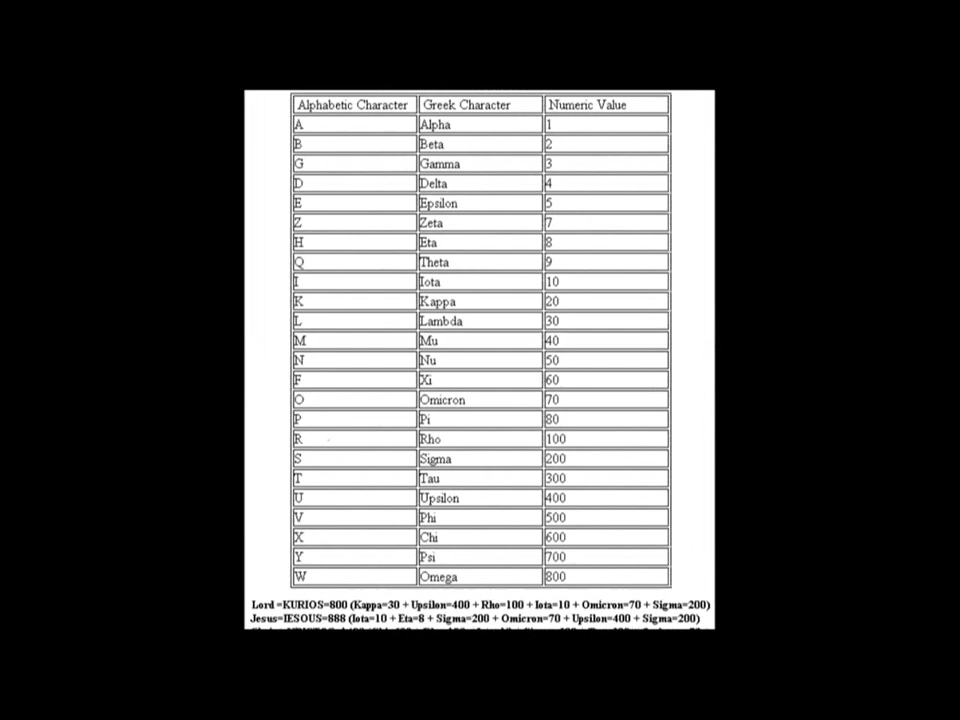 Alphabetic Character Greek Character Numeric Value
A Alpha 1
B Beta 2
G Gamma 3
D Delta 4
E Epsilon 5
Z Zeta 7
H Eta 8
Q Theta 9
I Iota 10
K Kappa 20
L Lambda 30
M Mu 40
N Nu 50
F Xi 60
O Omicron 70
P Pi 80
R Rho 100
S Sigma 200
T Tau 300
U Upsilon 400
V Phi 500
X Chi 600
Y Psi 700
W Omega 800
Lord =KURIOS=800 (Kappa=30 + Upsilon=400 + Rho=100 + Iota=10 + Omicron=70 + Sigma=200)
Jesus=IESOUS=888 (Iota=10 + Eta=8 + Sigma=200 + Omicron=70 + Upsilon=400 + Sigma=200)